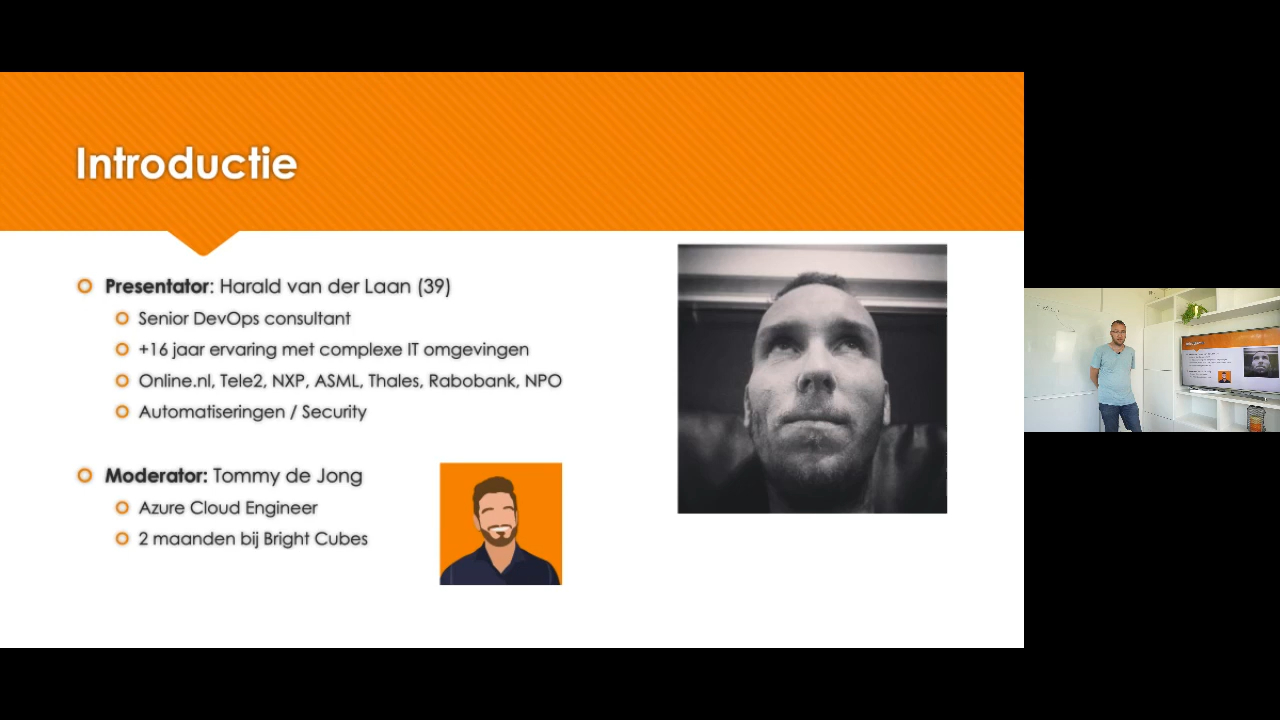 Introductie
Presentator: Harald van der Laan (39)
Senior DevOps consultant
+16 jaar ervaring met complexe IT omgevingen
Online.nl, Tele2, NXP, ASML, Thales, Rabobank, NPO
Automatiseringen / Security
Moderator: Tommy de Jong
Azure Cloud Engineer
2 maanden bij Bright Cubes